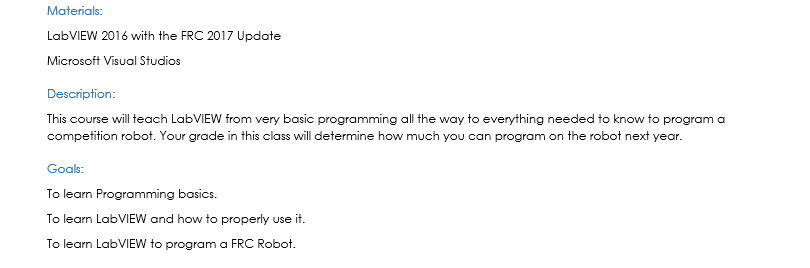 Materials:
LabVIEW 2016 with the FRC 2017 Update
Microsoft Visual Studios
Description:
This course will teach LabVIEW from very basic programming all the way to everything needed to know to program a
competition robot. Your grade in this class will determine how much you can program on the robot next year.
Goals:
To learn Programming basics.
To learn LabVIEW and how to properly use it.
To learn LabVIEW to program a FRC Robot.